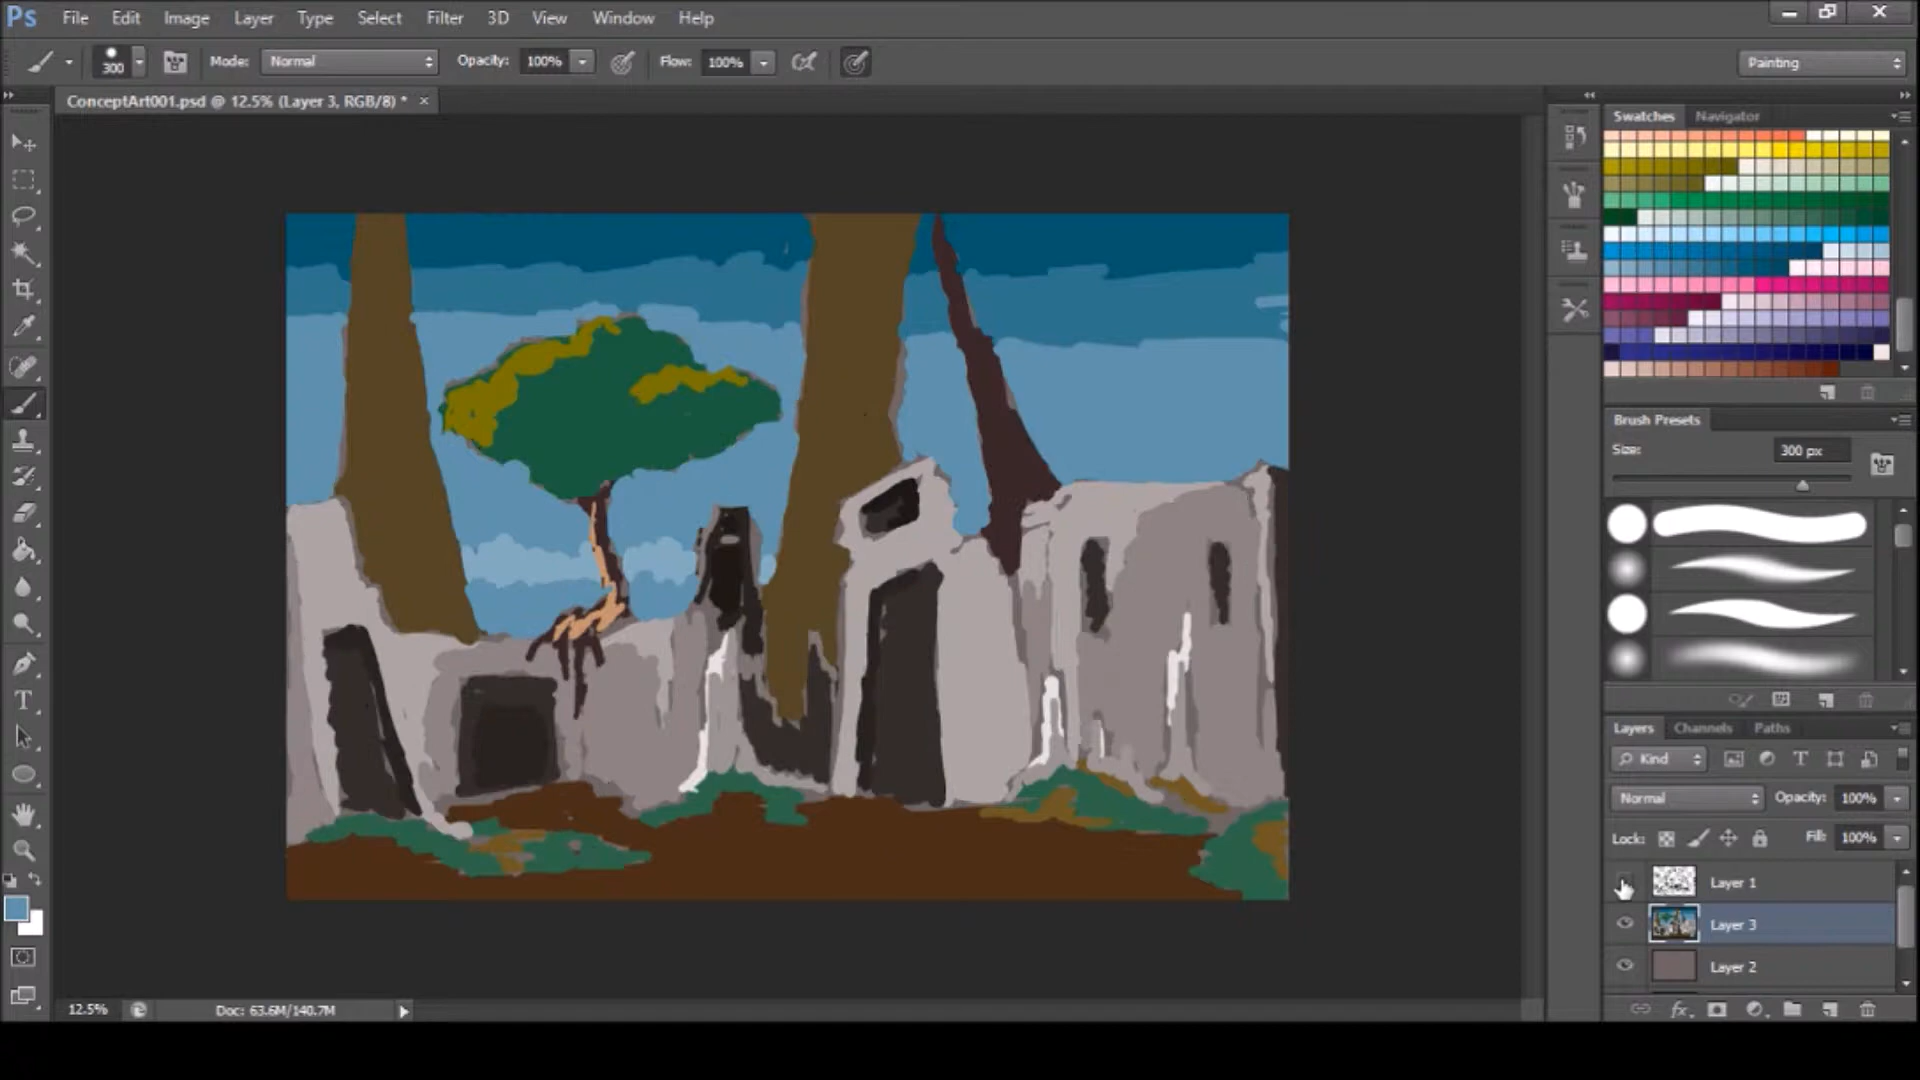 Ps File Edit Image Layer Type Select Filter 3D View Window Help
300 Mode: Normal Opacity: 100% Flow: 100% Painting
ConceptArt001.psd @ 12.5% (Layer 3, RGB/8) * ×
Swatches Navigator
Brush Presets
Size: 300 px
Layers Channels Paths
Kind
Normal Opacity: 100%
Lock: Fill: 100%
Layer 1
Layer 3
Layer 2
12.5% Doc: 63.6M/140.7M